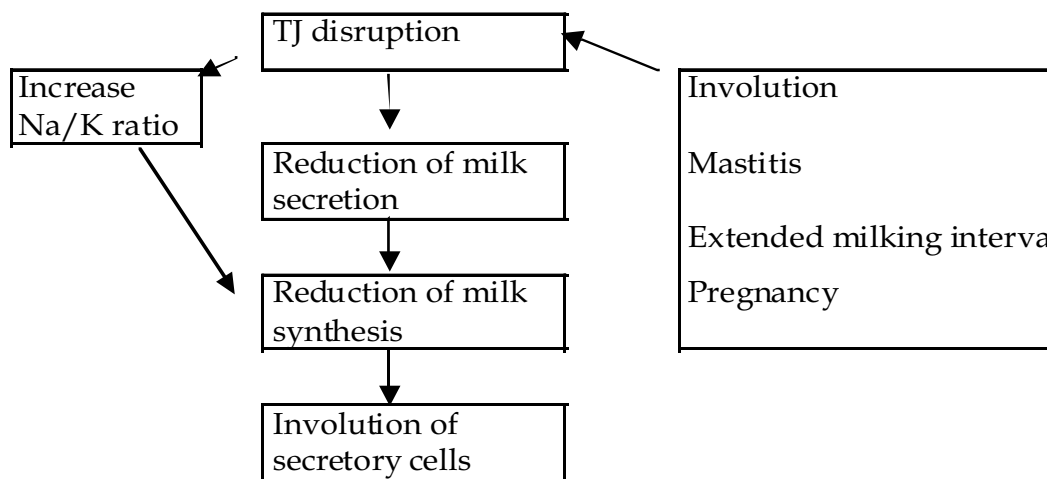 TJ disruption
Increase
Na/K ratio
Involution
Mastitis
Extended milking interva
Pregnancy
Reduction of milk
secretion
Reduction of milk
synthesis
Involution of
secretory cells